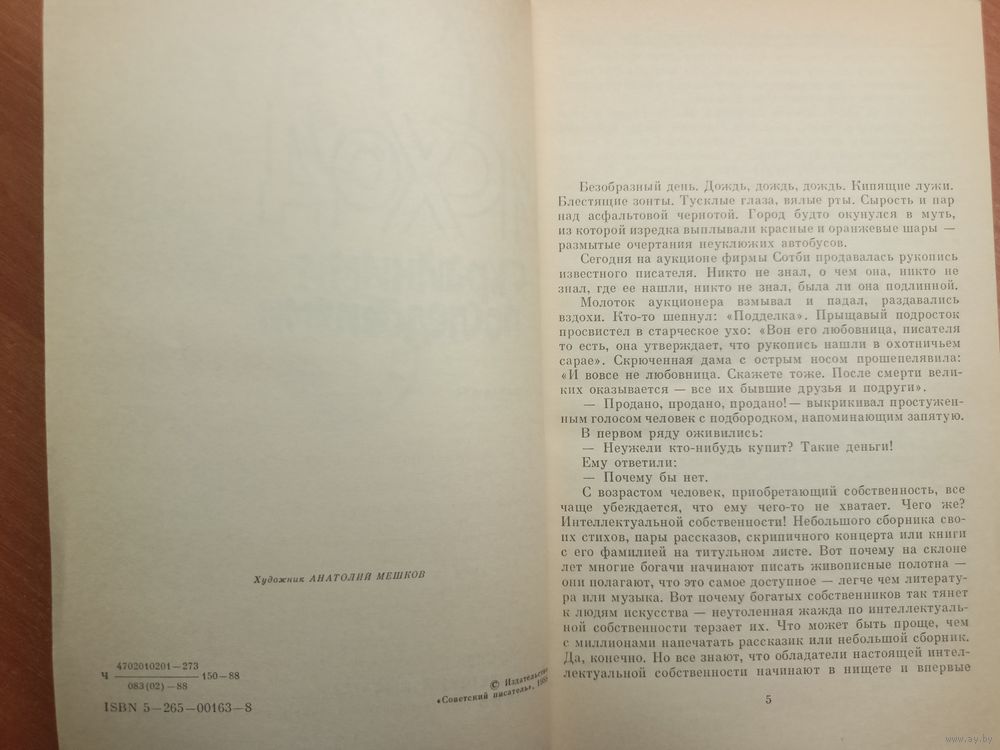 Художник АНАТОЛИЙ МЕШКОВ
Ч 4702010201—273 150—88
083(02)—88
ISBN 5—265—00163—8
© Издательство
«Советский писатель», 1988
Безобразный день. Дождь, дождь, дождь. Кипящие лужи.
Блестящие зонты. Тусклые глаза, вялые рты. Сырость и пар
над асфальтовой чернотой. Город будто окунулся в муть,
из которой изредка выплывали красные и оранжевые шары —
размытые очертания неуклюжих автобусов.
Сегодня на аукционе фирмы Сотби продавалась рукопись
известного писателя. Никто не знал, о чем она, никто не
знал, где ее нашли, никто не знал, была ли она подлинной.
Молоток аукционера взмывал и падал, раздавались
вздохи. Кто-то шепнул: «Подделка». Прыщавый подросток
просвистел в старческое ухо: «Вон его любовница, писателя
то есть, она утверждает, что рукопись нашли в охотничьем
сарае». Скрюченная дама с острым носом прошепелявила:
«И вовсе не любовница. Скажете тоже. После смерти вели-
ких оказывается — все их бывшие друзья и подруги».
— Продано, продано, продано! — выкрикивал простужен-
ным голосом человек с подбородком, напоминающим запятую.
В первом ряду оживились:
— Неужели кто-нибудь купит? Такие деньги!
Ему ответили:
— Почему бы нет.
С возрастом человек, приобретающий собственность, все
чаще убеждается, что ему чего-то не хватает. Чего же?
Интеллектуальной собственности! Небольшого сборника сво-
их стихов, пары рассказов, скрипичного концерта или книги
с его фамилией на титульном листе. Вот почему на склоне
лет многие богачи начинают писать живописные полотна —
они полагают, что это самое доступное — легче чем литерату-
ра или музыка. Вот почему богатых собственников так тянет
к людям искусства — неутоленная жажда по интеллектуаль-
ной собственности терзает их. Что может быть проще, чем
с миллионами напечатать рассказик или небольшой сборник.
Да, конечно. Но все знают, что обладатели настоящей интел-
лектуальной собственности начинают в нищете и впервые
5
www.ay.by